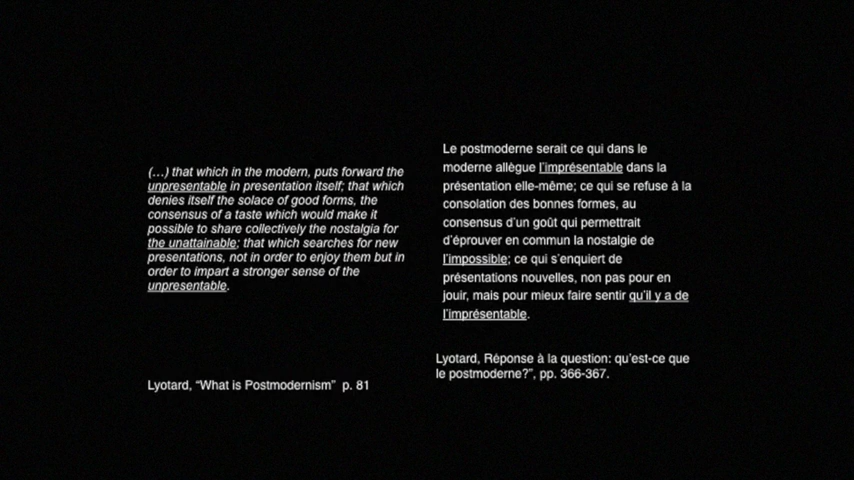 (...) that which in the modern, puts forward the
unpresentable in presentation itself; that which
denies itself the solace of good forms, the
consensus of a taste which would make it
possible to share collectively the nostalgia for
the unattainable; that which searches for new
presentations, not in order to enjoy them but in
order to impart a stronger sense of the
unpresentable.
Lyotard, “What is Postmodernism” p. 81
Le postmoderne serait ce qui dans le
moderne allègue l’imprésentable dans la
présentation elle-même; ce qui se refuse à la
consolation des bonnes formes, au
consensus d’un goût qui permettrait
d’éprouver en commun la nostalgie de
l’impossible; ce qui s’enquiert de
présentations nouvelles, non pas pour en
jouir, mais pour mieux faire sentir qu’il y a de
l’imprésentable.
Lyotard, Réponse à la question: qu’est-ce que
le postmoderne?”, pp. 366-367.